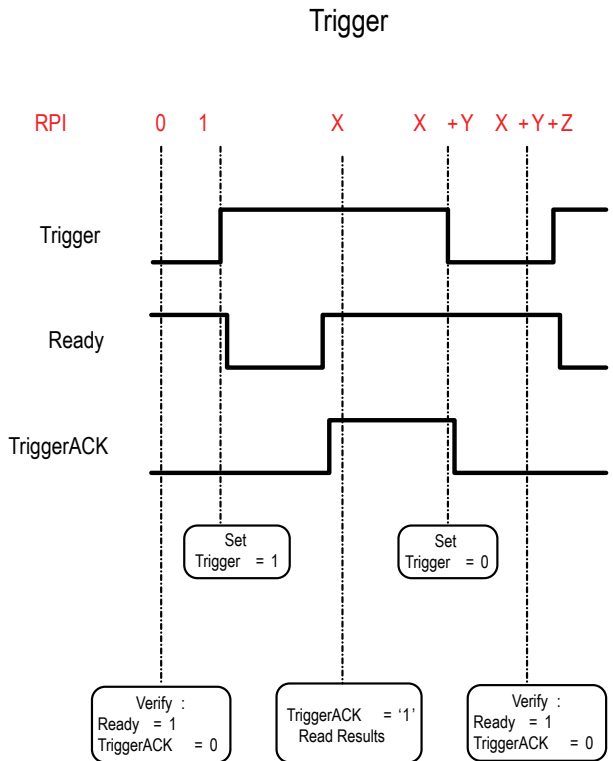 Trigger
RPI 0 1 X X +Y X +Y+Z
Trigger
Ready
TriggerACK
Set
Trigger = 1
Set
Trigger = 0
Verify :
Ready = 1
TriggerACK = 0
TriggerACK = ‘1’
Read Results
Verify :
Ready = 1
TriggerACK = 0